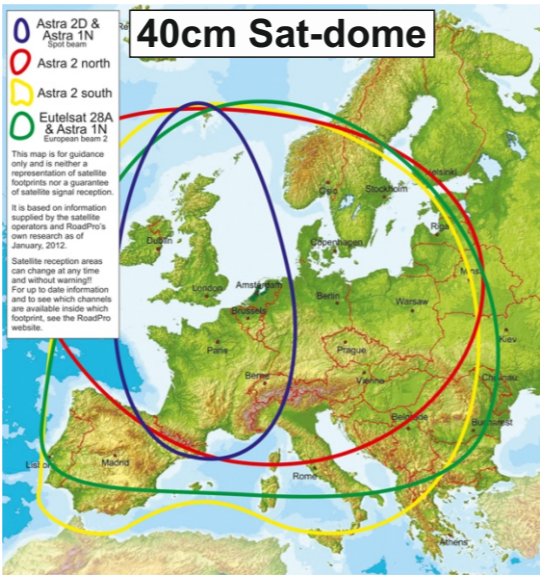 40cm Sat-dome
Astra 2D &
Astra 1N
Spot beam
Astra 2 north
Astra 2 south
Eutelsat 28A
& Astra 1N
European beam 2
This map is for guidance
only and is neither a
representation of satellite
footprints nor a guarantee
of satellite signal reception.
It is based on information
supplied by the satellite
operators and RoadPro's
own research as of
January, 2012.
Satellite reception areas
can change at any time
and without warning!!
For up to date information
and to see which channels
are available inside which
footprint, see the RoadPro
website.
Re
Helsinki
Oslo
Stockholm
Riga
Dublin
Copenhagen
Mins
London
Amsterdam
Berlin
Warsaw
Brussels
Kiev
Paris
Prague
Berne
Vienna
Chisinau
Belgrade
Bucharest
Lisbon
Madrid
Rome
Athens